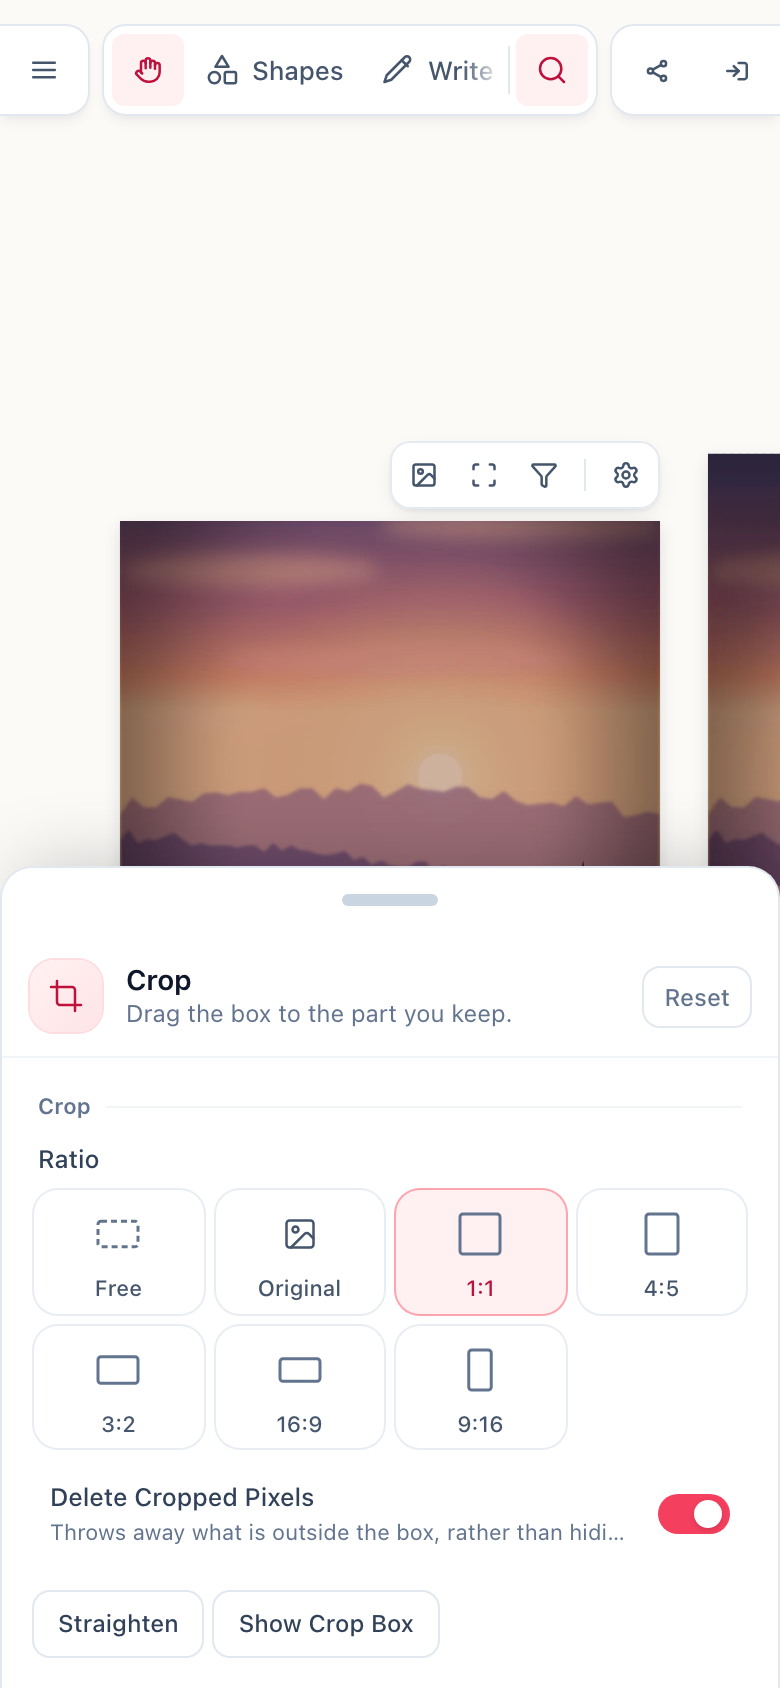 Shapes
Write
Crop
Drag the box to the part you keep.
Reset
Crop
Ratio
Free
Original
1:1
4:5
3:2
16:9
9:16
Delete Cropped Pixels
Throws away what is outside the box, rather than hidi...
Straighten
Show Crop Box